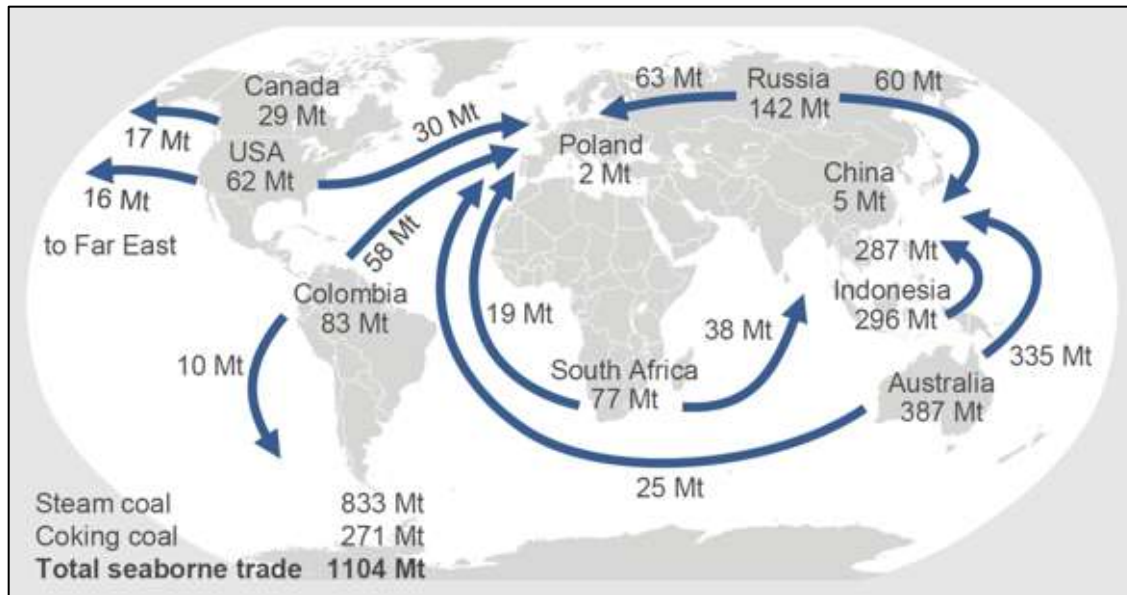 Canada
29 Mt
17 Mt
USA
62 Mt
16 Mt
to Far East
30 Mt
58 Mt
Colombia
83 Mt
10 Mt
63 Mt
Russia
142 Mt
60 Mt
Poland
2 Mt
China
5 Mt
287 Mt
Indonesia
296 Mt
19 Mt
38 Mt
South Africa
77 Mt
335 Mt
Australia
387 Mt
25 Mt
Steam coal 833 Mt
Coking coal 271 Mt
Total seaborne trade 1104 Mt